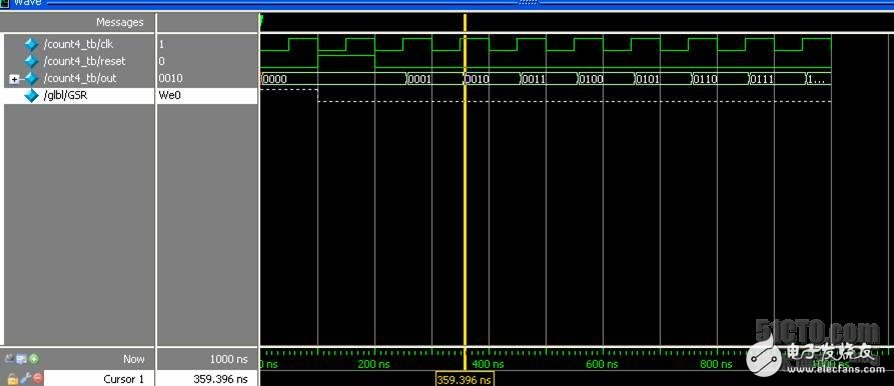 Wave
Messages
/count4_tb/clk 1
/count4_tb/reset 0
/count4_tb/out 0010 0000 0001 0010 0011 0100 0101 0110 0111 1...
/glbl/GSR We0
Now 1000 ns 0 ns 200 ns 400 ns 600 ns 800 ns
Cursor 1 359.396 ns 359.396 ns
51CTO.com
电子发烧友
www.elecfans.com